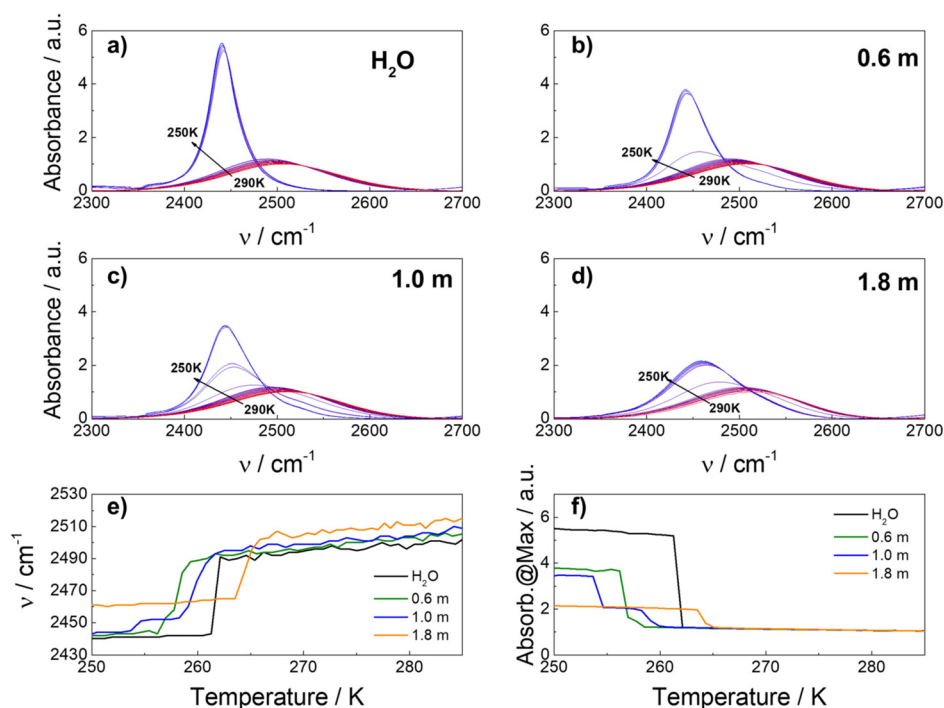 a)
H₂O
250K
290K
Absorbance / a.u.
0
2
4
6
2300
2400
2500
2600
2700
ν / cm⁻¹
b)
0.6 m
250K
290K
Absorbance / a.u.
0
2
4
6
2300
2400
2500
2600
2700
ν / cm⁻¹
c)
1.0 m
250K
290K
Absorbance / a.u.
0
2
4
6
2300
2400
2500
2600
2700
ν / cm⁻¹
d)
1.8 m
250K
290K
Absorbance / a.u.
0
2
4
6
2300
2400
2500
2600
2700
ν / cm⁻¹
e)
ν / cm⁻¹
2530
2510
2490
2470
2450
2430
H₂O
0.6 m
1.0 m
1.8 m
250
260
270
280
Temperature / K
f)
Absorb.@Max / a.u.
6
4
2
0
H₂O
0.6 m
1.0 m
1.8 m
250
260
270
280
Temperature / K